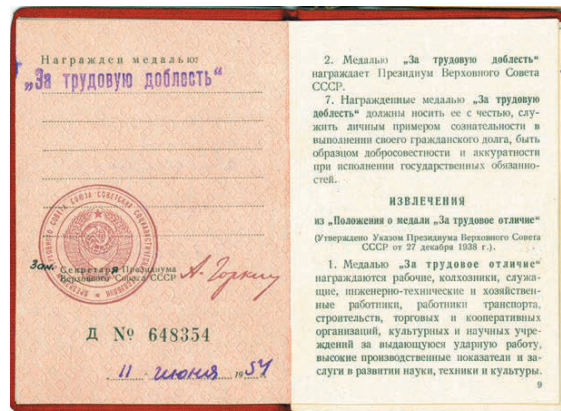 Награжден медалью:
„За трудовую доблесть“
Зам. Секретаря Президиума
Верховного Совета СССР
А. Горкин
Д № 648354
11 июня 1957
2. Медалью „За трудовую доблесть“
награждает Президиум Верховного Совета
СССР.
7. Награжденные медалью „За трудовую
доблесть“ должны носить ее с честью, слу-
жить личным примером сознательности в
выполнении своего гражданского долга, быть
образцом добросовестности и аккуратности
при исполнении государственных обязанно-
стей.
ИЗВЛЕЧЕНИЯ
из „Положения о медали „За трудовое отличие“
(Утверждено Указом Президиума Верховного Совета
СССР от 27 декабря 1938 г.).
1. Медалью „За трудовое отличие“
награждаются рабочие, колхозники, служа-
щие, инженерно-технические и хозяйствен-
ные работники, работники транспорта,
строительств, торговых и кооперативных
организаций, культурных и научных учре-
ждений за выдающуюся ударную работу,
высокие производственные показатели и за-
слуги в развитии науки, техники и культуры.
9